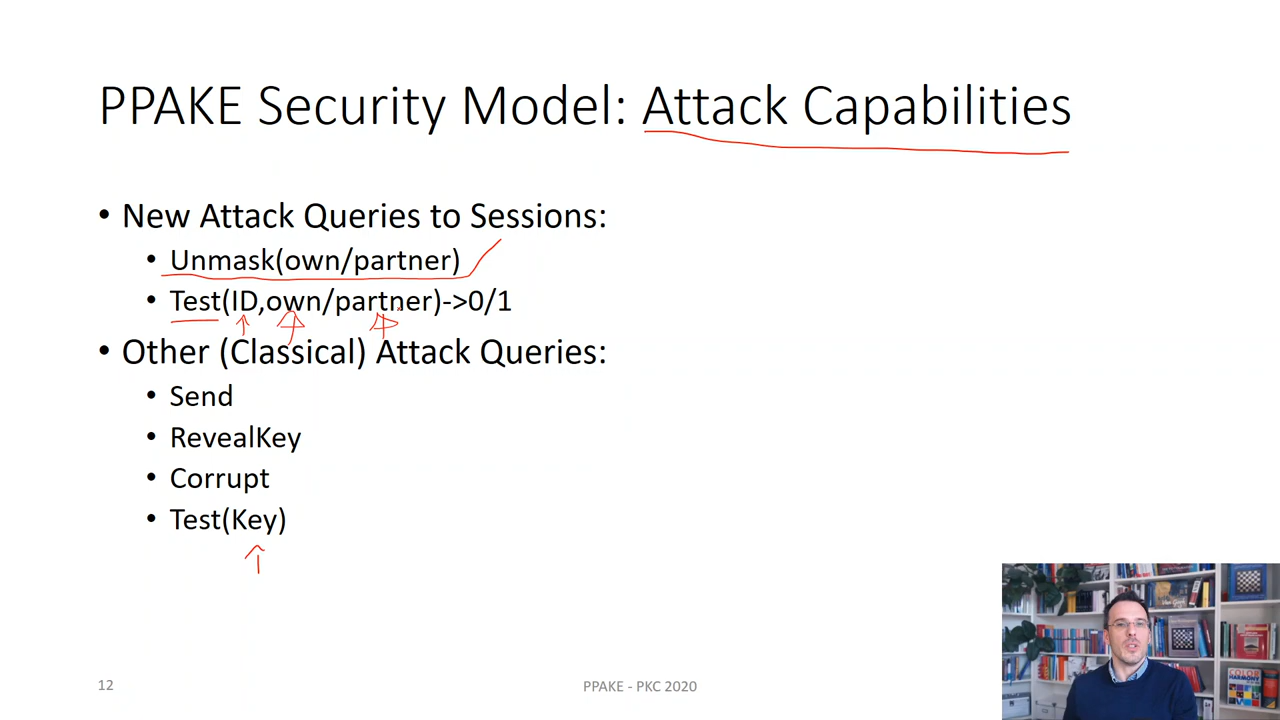 PPAKE Security Model: Attack Capabilities
• New Attack Queries to Sessions:
• Unmask(own/partner)
• Test(ID,own/partner)->0/1
• Other (Classical) Attack Queries:
• Send
• RevealKey
• Corrupt
• Test(Key)
12
PPAKE - PKC 2020